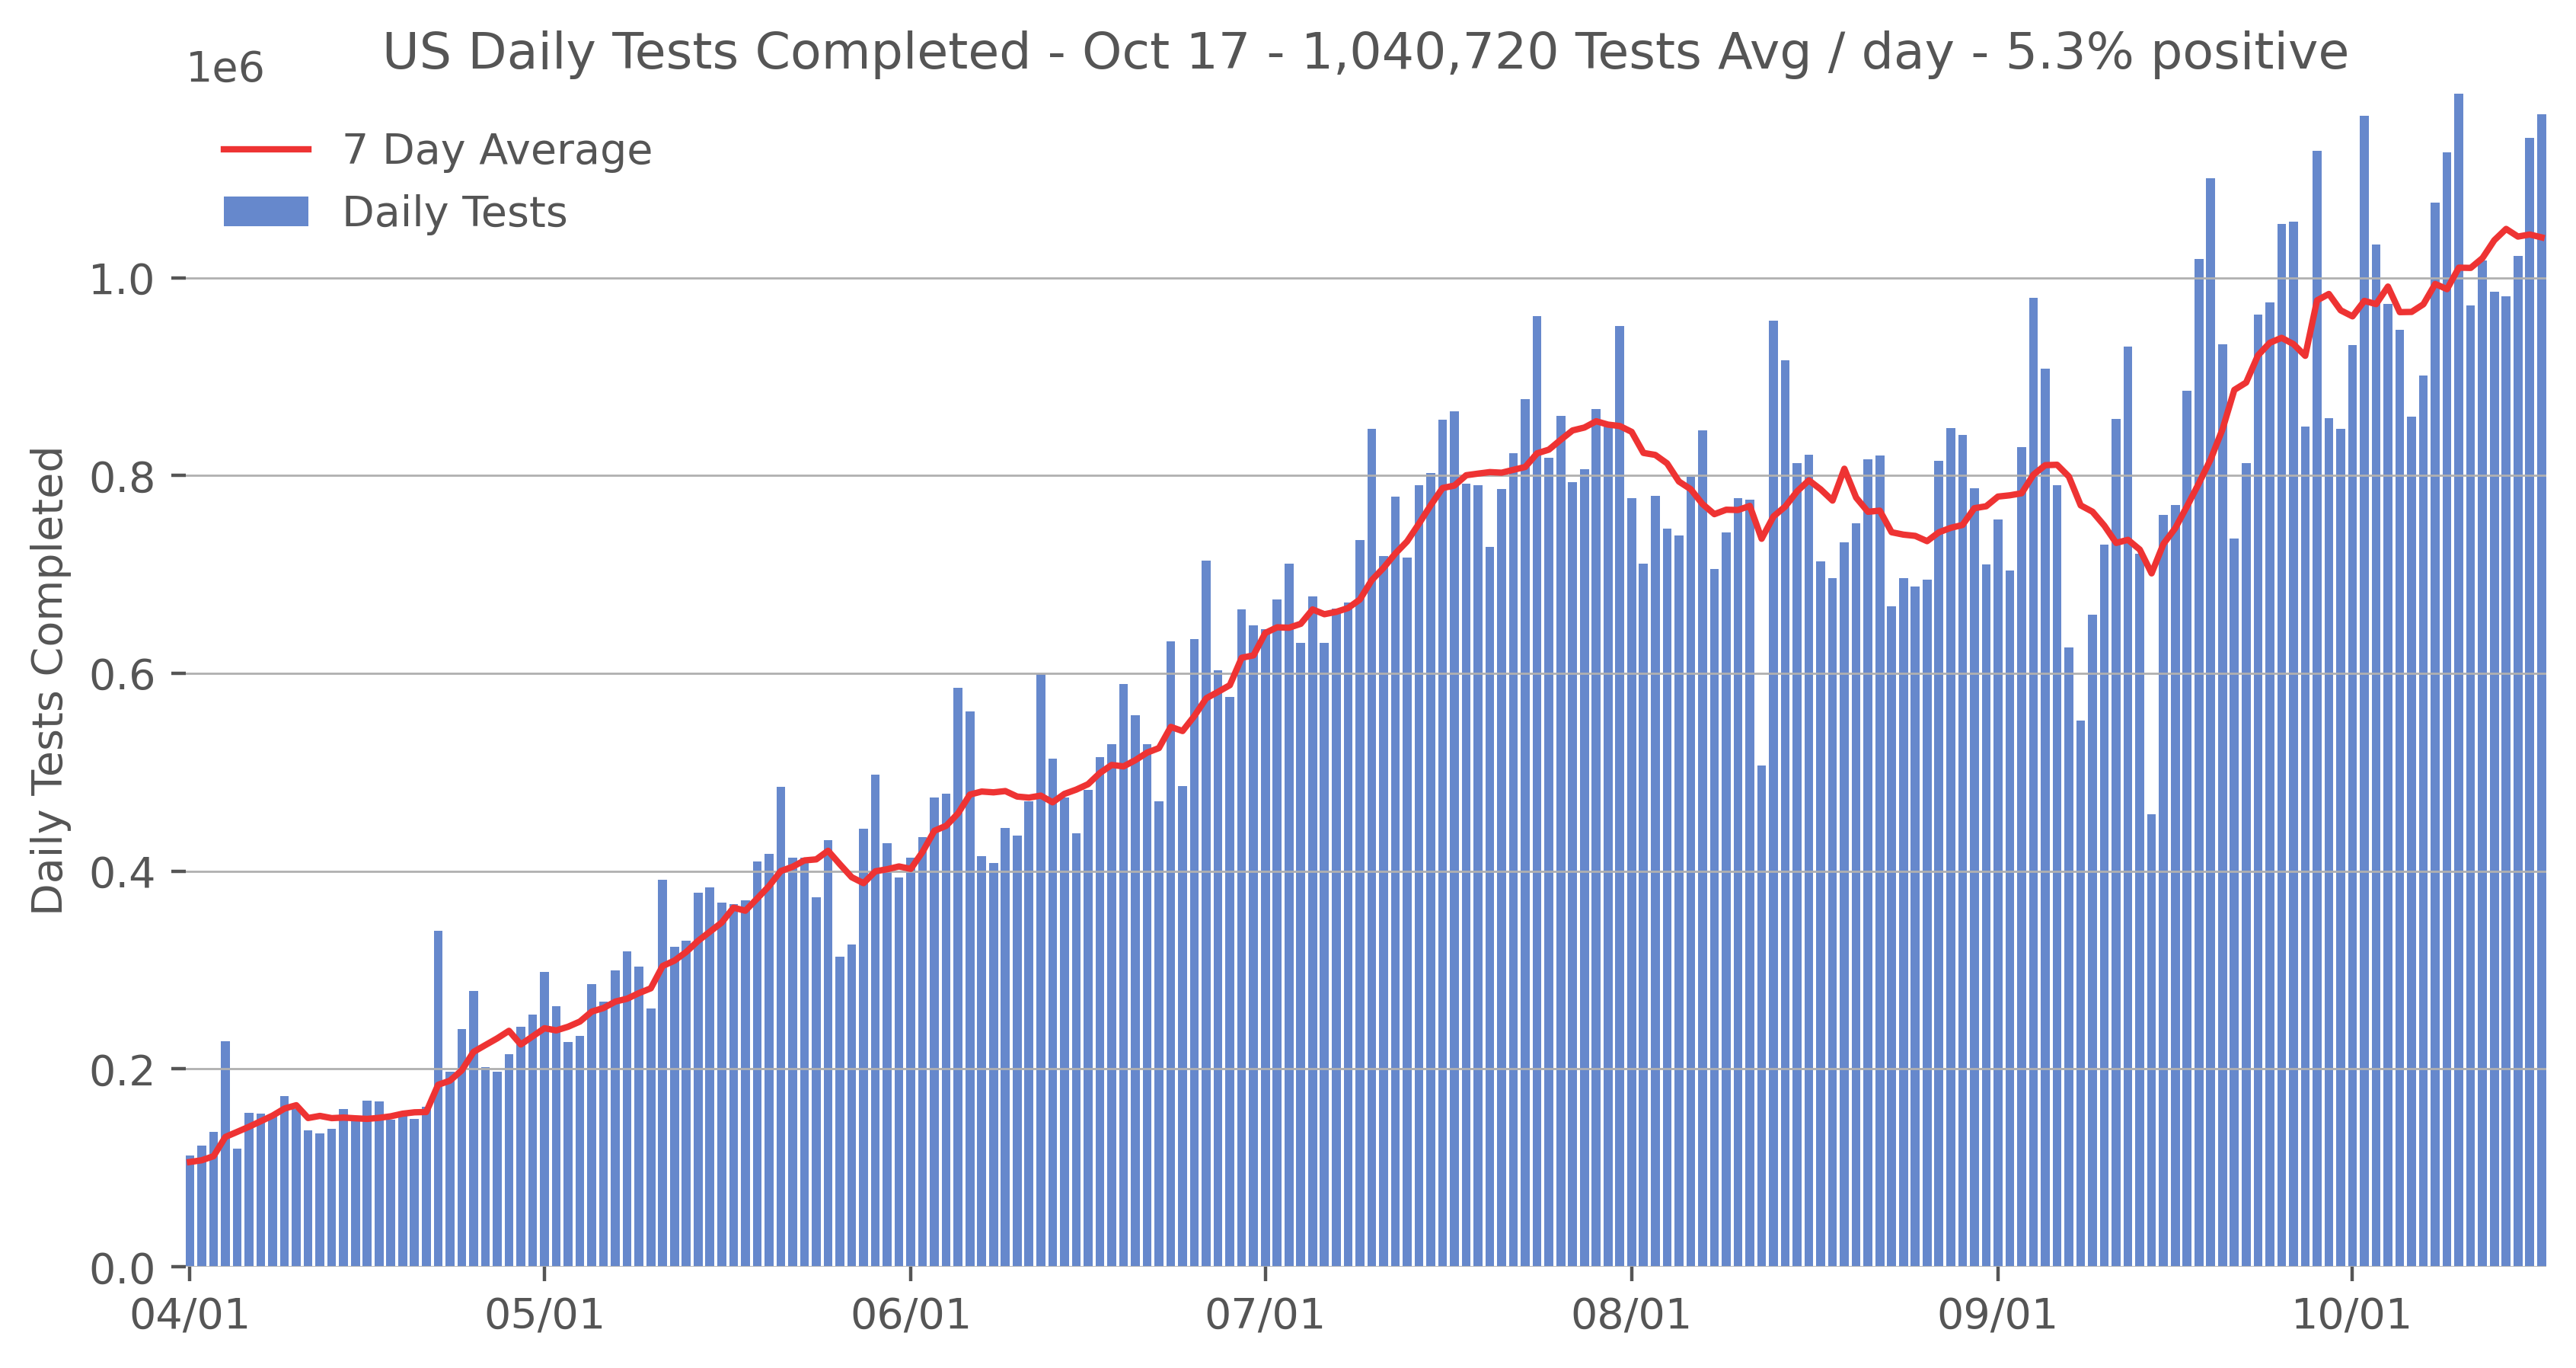 US Daily Tests Completed - Oct 17 - 1,040,720 Tests Avg / day - 5.3% positive
1e6
7 Day Average
Daily Tests
Daily Tests Completed
1.0
0.8
0.6
0.4
0.2
0.0
04/01 05/01 06/01 07/01 08/01 09/01 10/01